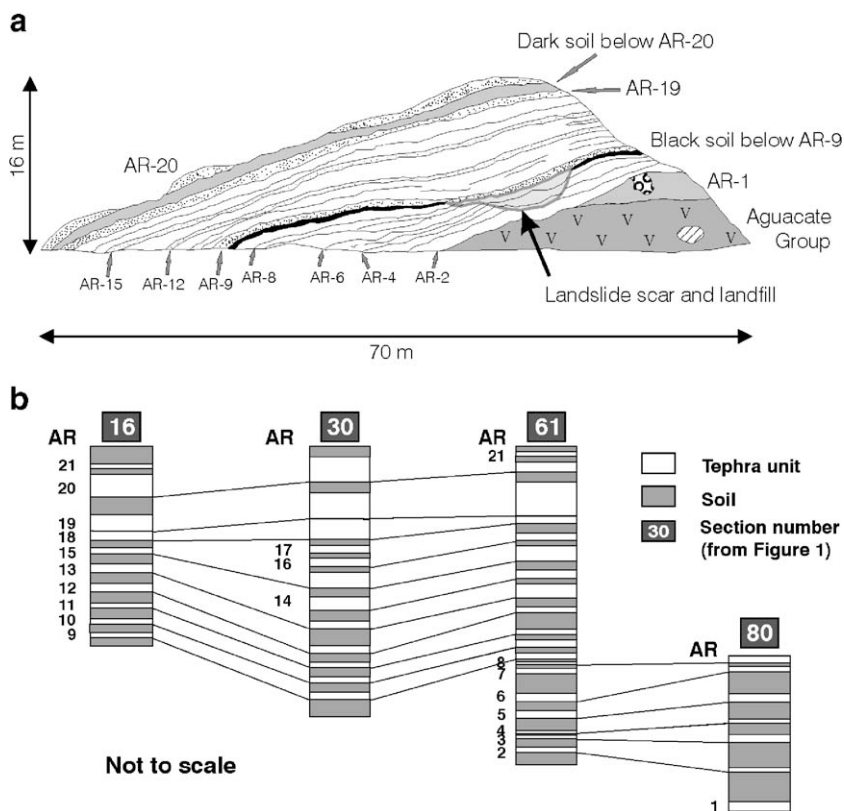 a
Dark soil below AR-20
AR-19
16 m
AR-20
Black soil below AR-9
AR-1
Aguacate
Group
V V V
V V V V V
AR-15
AR-12
AR-9
AR-8
AR-6
AR-4
AR-2
Landslide scar and landfill
70 m
b
16
AR
21
20
19
18
15
13
12
11
10
9
30
AR
17
16
14
61
AR
21
8
7
6
5
4
3
2
80
AR
1
Tephra unit
Soil
30 Section number
(from Figure 1)
Not to scale